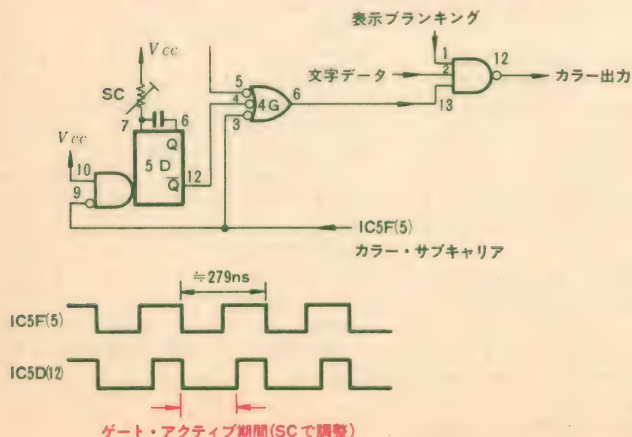 表示ブランキング
Vcc
1
12
2
文字データ
カラー出力
5
SC
4
4G
6
13
7
6
3
Vcc
Q
10
5D
9
Q̅
12
IC5F(5)
カラー・サブキャリア
≒279ns
IC5F(5)
IC5D(12)
ゲート・アクティブ期間(SCで調整)